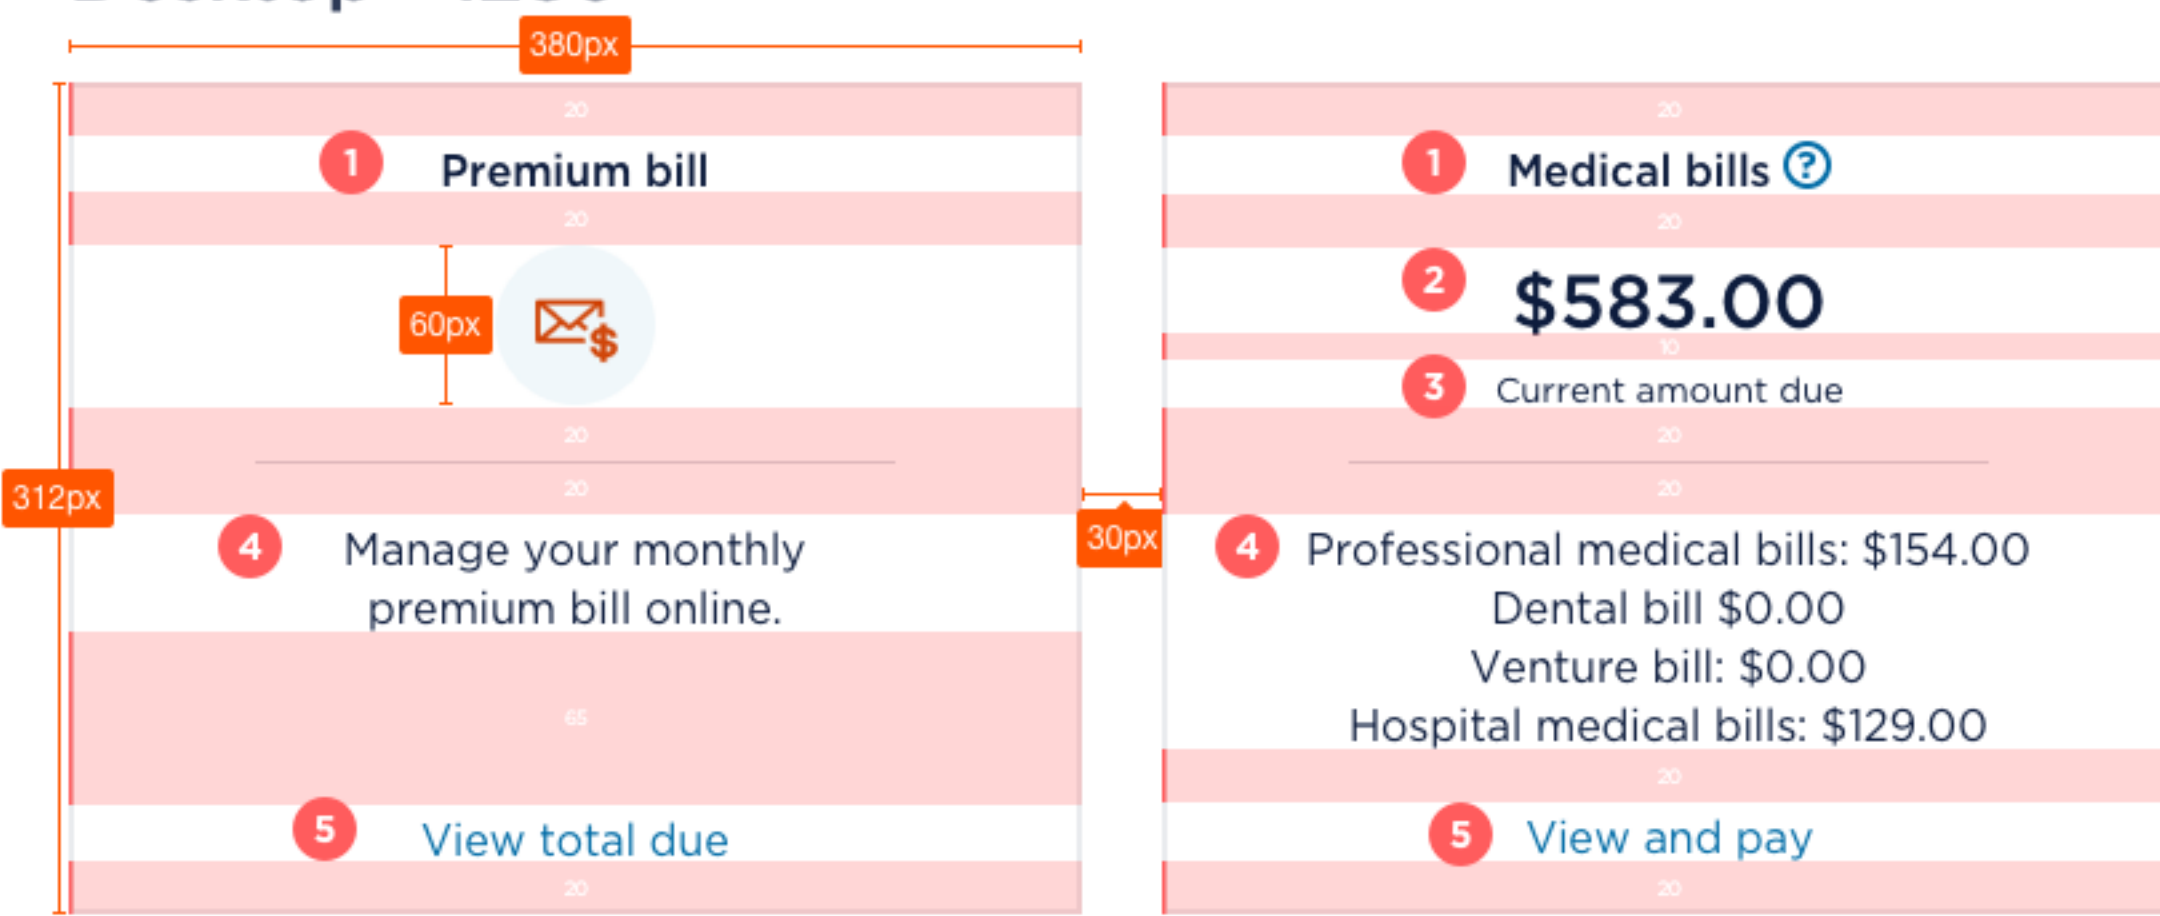 380px
312px
20
1 Premium bill
20
60px
20
20
4 Manage your monthly
premium bill online.
65
5 View total due
20
30px
20
1 Medical bills ?
20
2 $583.00
10
3 Current amount due
20
20
4 Professional medical bills: $154.00
Dental bill $0.00
Venture bill: $0.00
Hospital medical bills: $129.00
20
5 View and pay
20